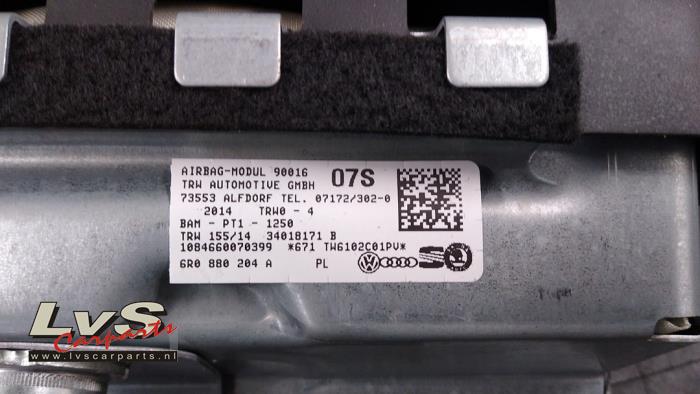 AIRBAG-MODUL 90016 07S
TRW AUTOMOTIVE GMBH
73553 ALFDORF TEL. 07172/302-0
2014 TRW0 - 4
BAM - PT1 - 1250
TRW 155/14 34018171 B
1084660070399 *671 TW6102C01PV*
6R0 880 204 A PL
LvS
Carparts
www.lvscarparts.nl